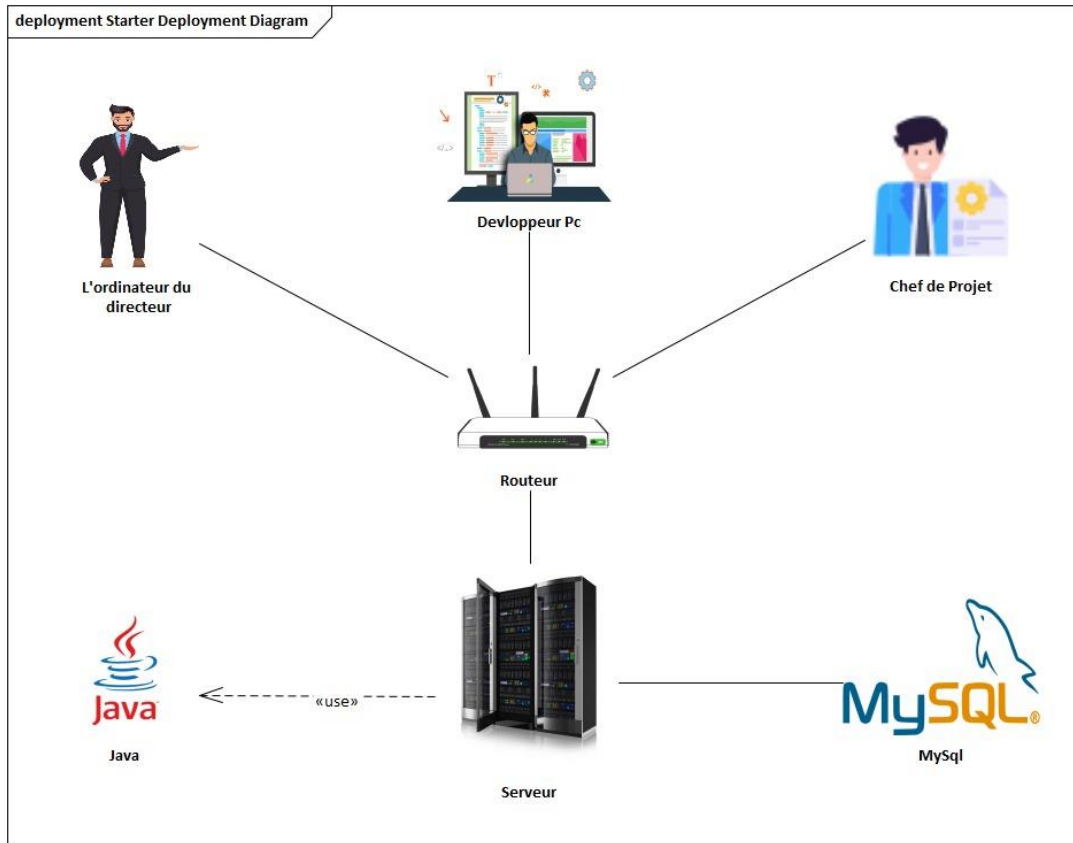 deployment Starter Deployment Diagram
Devloppeur Pc
L'ordinateur du
directeur
Chef de Projet
Routeur
«use»
Java
Java
MySQL®
MySql
Serveur